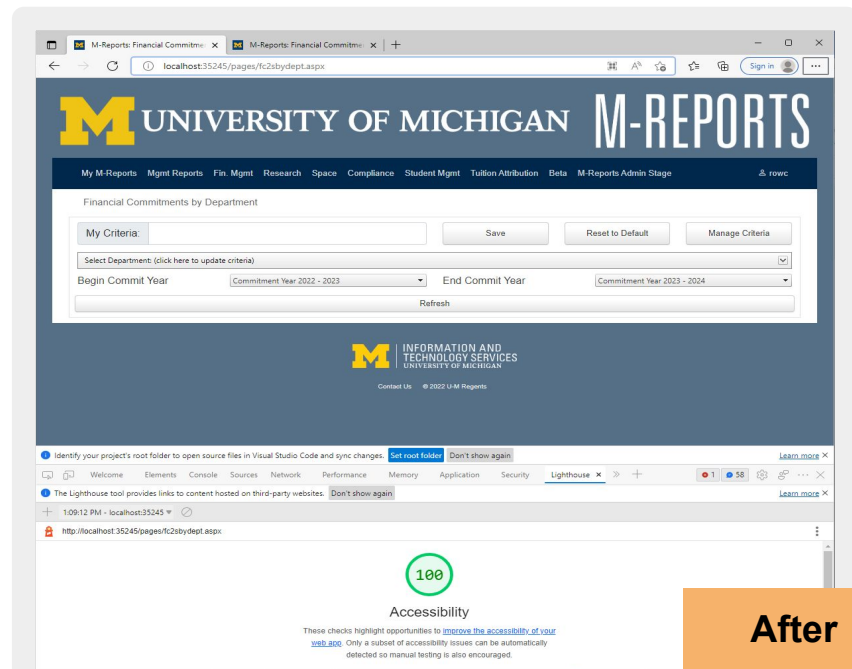 M-Reports: Financial Commitme
M-Reports: Financial Commitme
localhost:35245/pages/fc2sbydept.aspx
Sign in
M UNIVERSITY OF MICHIGAN M-REPORTS
My M-Reports Mgmt Reports Fin. Mgmt Research Space Compliance Student Mgmt Tuition Attribution Beta M-Reports Admin Stage rowc
Financial Commitments by Department
My Criteria: Save Reset to Default Manage Criteria
Select Department: (click here to update criteria)
Begin Commit Year Commitment Year 2022 - 2023 End Commit Year Commitment Year 2023 - 2024
Refresh
M INFORMATION AND
TECHNOLOGY SERVICES
UNIVERSITY OF MICHIGAN
Contact Us © 2022 U-M Regents
Identify your project's root folder to open source files in Visual Studio Code and sync changes. Set root folder Don't show again Learn more
Welcome Elements Console Sources Network Performance Memory Application Security Lighthouse 1 58
The Lighthouse tool provides links to content hosted on third-party websites. Don't show again Learn more
1:09:12 PM - localhost:35245
http://localhost:35245/pages/fc2sbydept.aspx
100
Accessibility
These checks highlight opportunities to improve the accessibility of your
web app. Only a subset of accessibility issues can be automatically
detected so manual testing is also encouraged.
After